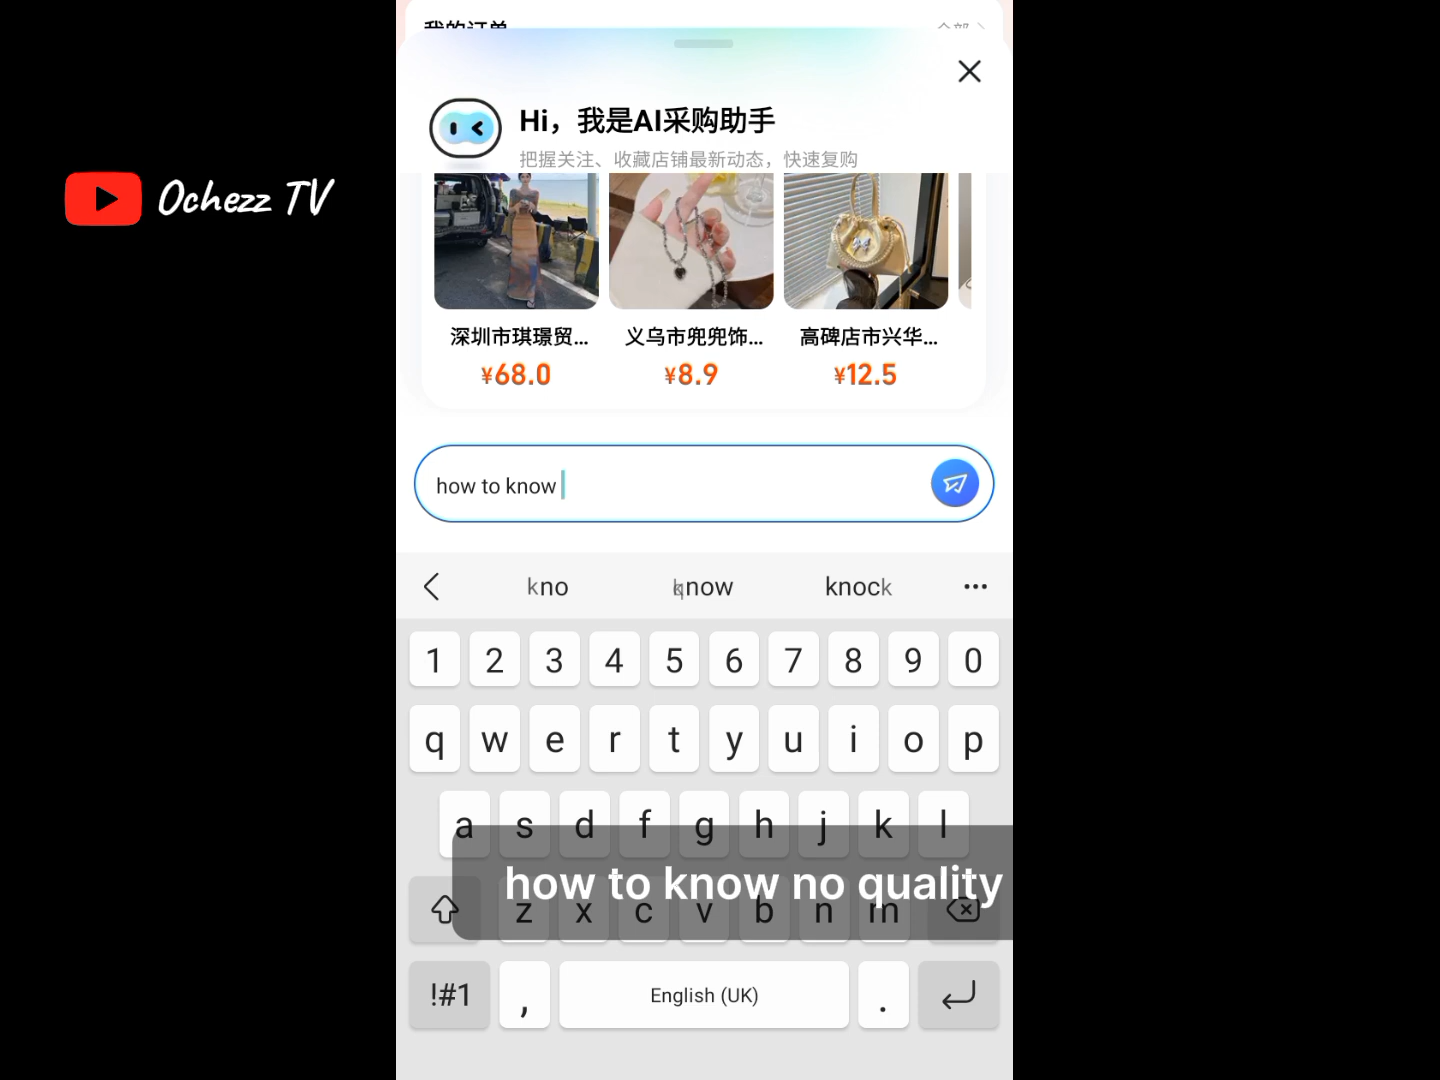 我的订单
全部
Hi，我是AI采购助手
把握关注、收藏店铺最新动态，快速复购
Ochezz TV
深圳市琪璟贸...
义乌市兜兜饰...
高碑店市兴华...
¥68.0
¥8.9
¥12.5
how to know
kno
know
knock
1 2 3 4 5 6 7 8 9 0
q w e r t y u i o p
a s d f g h j k l
how to know no quality
z x c v b n m
!#1 , English (UK) .